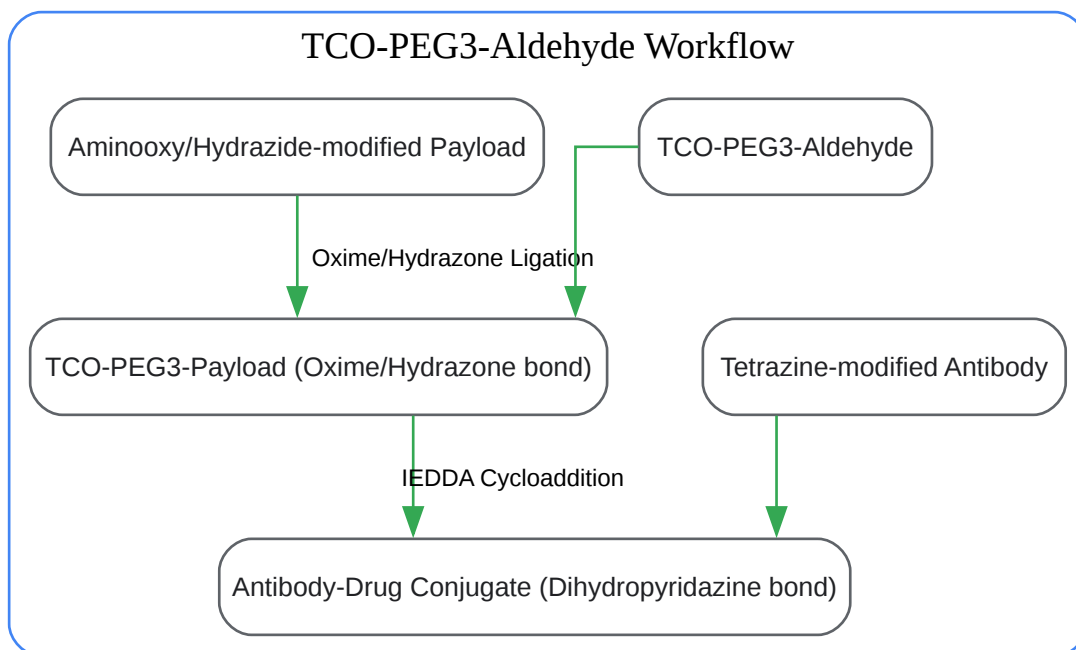 TCO-PEG3-Aldehyde Workflow
Aminooxy/Hydrazide-modified Payload
TCO-PEG3-Aldehyde
Oxime/Hydrazone Ligation
TCO-PEG3-Payload (Oxime/Hydrazone bond)
Tetrazine-modified Antibody
IEDDA Cycloaddition
Antibody-Drug Conjugate (Dihydropyridazine bond)